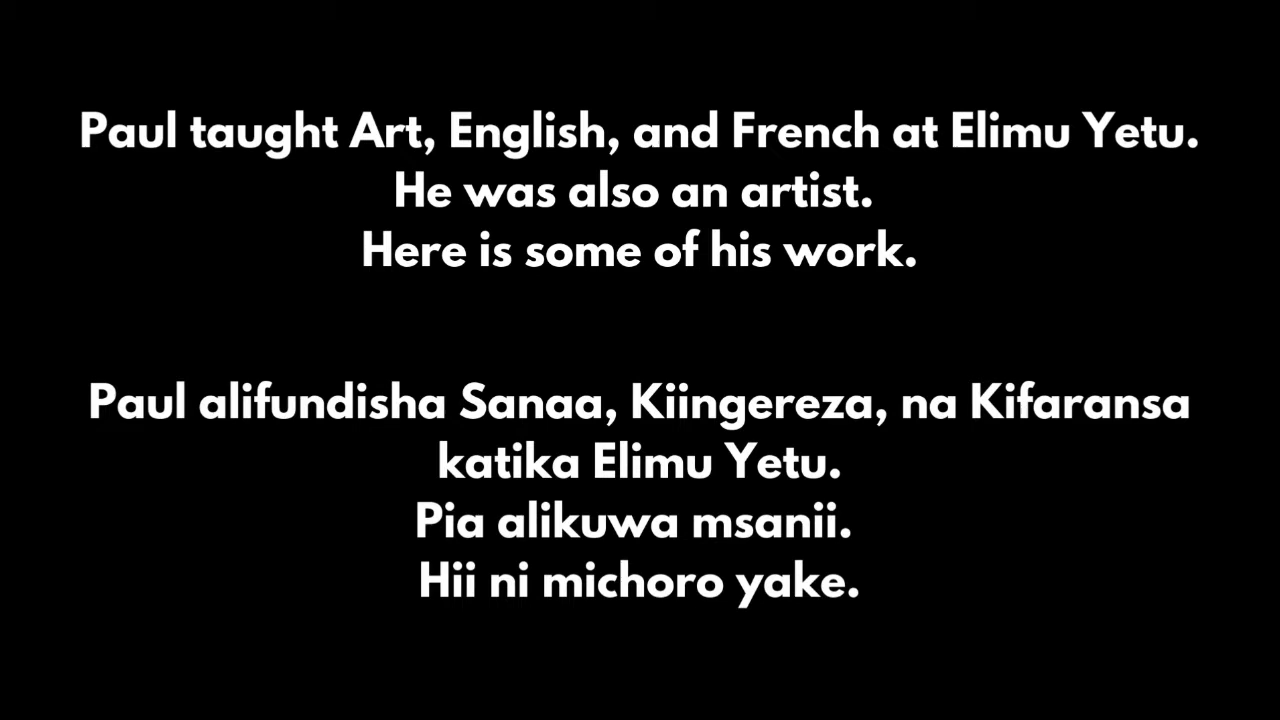 Paul taught Art, English, and French at Elimu Yetu.
He was also an artist.
Here is some of his work.
Paul alifundisha Sanaa, Kiingereza, na Kifaransa
katika Elimu Yetu.
Pia alikuwa msanii.
Hii ni michoro yake.